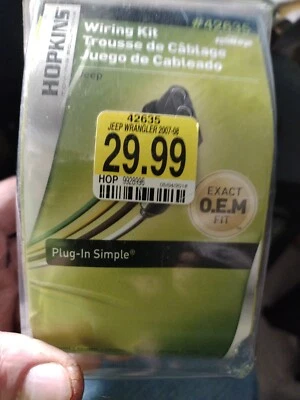 HOPKINS
#42635
Wiring Kit
Trousse de Câblage
Juego de Cableado
Jeep
42635
JEEP WRANGLER 2007-08
29.99
HOP 9928996
EXACT
O.E.M
FIT
Plug-In Simple®